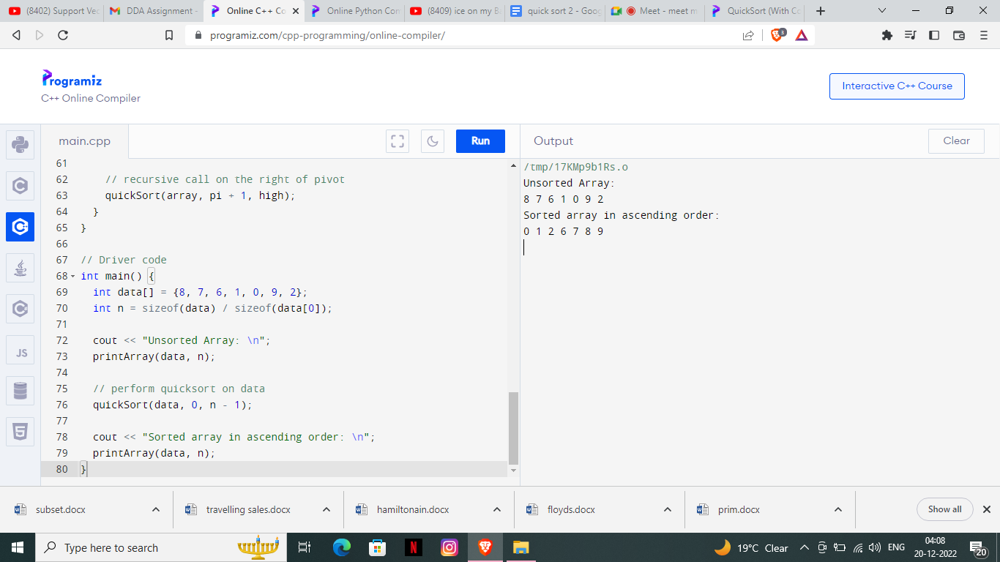 (8402) Support Vec
DDA Assignment -
Online C++ Co
Online Python Com
(8409) ice on my B
quick sort 2 - Goog
Meet - meet m
QuickSort (With Co
programiz.com/cpp-programming/online-compiler/
3
Programiz
C++ Online Compiler
Interactive C++ Course
main.cpp
Run
Output
Clear
61
62 // recursive call on the right of pivot
63 quickSort(array, pi + 1, high);
64 }
65 }
66
67 // Driver code
68 int main() {
69 int data[] = {8, 7, 6, 1, 0, 9, 2};
70 int n = sizeof(data) / sizeof(data[0]);
71
72 cout << "Unsorted Array: \n";
73 printArray(data, n);
74
75 // perform quicksort on data
76 quickSort(data, 0, n - 1);
77
78 cout << "Sorted array in ascending order: \n";
79 printArray(data, n);
80 }
/tmp/17KMp9b1Rs.o
Unsorted Array:
8 7 6 1 0 9 2
Sorted array in ascending order:
0 1 2 6 7 8 9
JS
subset.docx
travelling sales.docx
hamiltonain.docx
floyds.docx
prim.docx
Show all
Type here to search
19°C Clear
ENG
04:08
20-12-2022
20